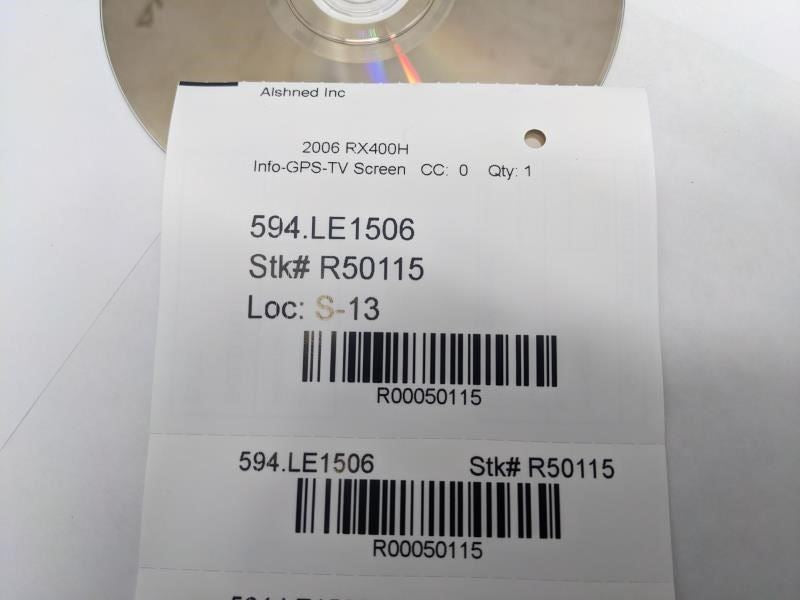 Alshned Inc
2006 RX400H
Info-GPS-TV Screen CC: 0 Qty: 1
594.LE1506
Stk# R50115
Loc: S-13
R00050115
594.LE1506 Stk# R50115
R00050115